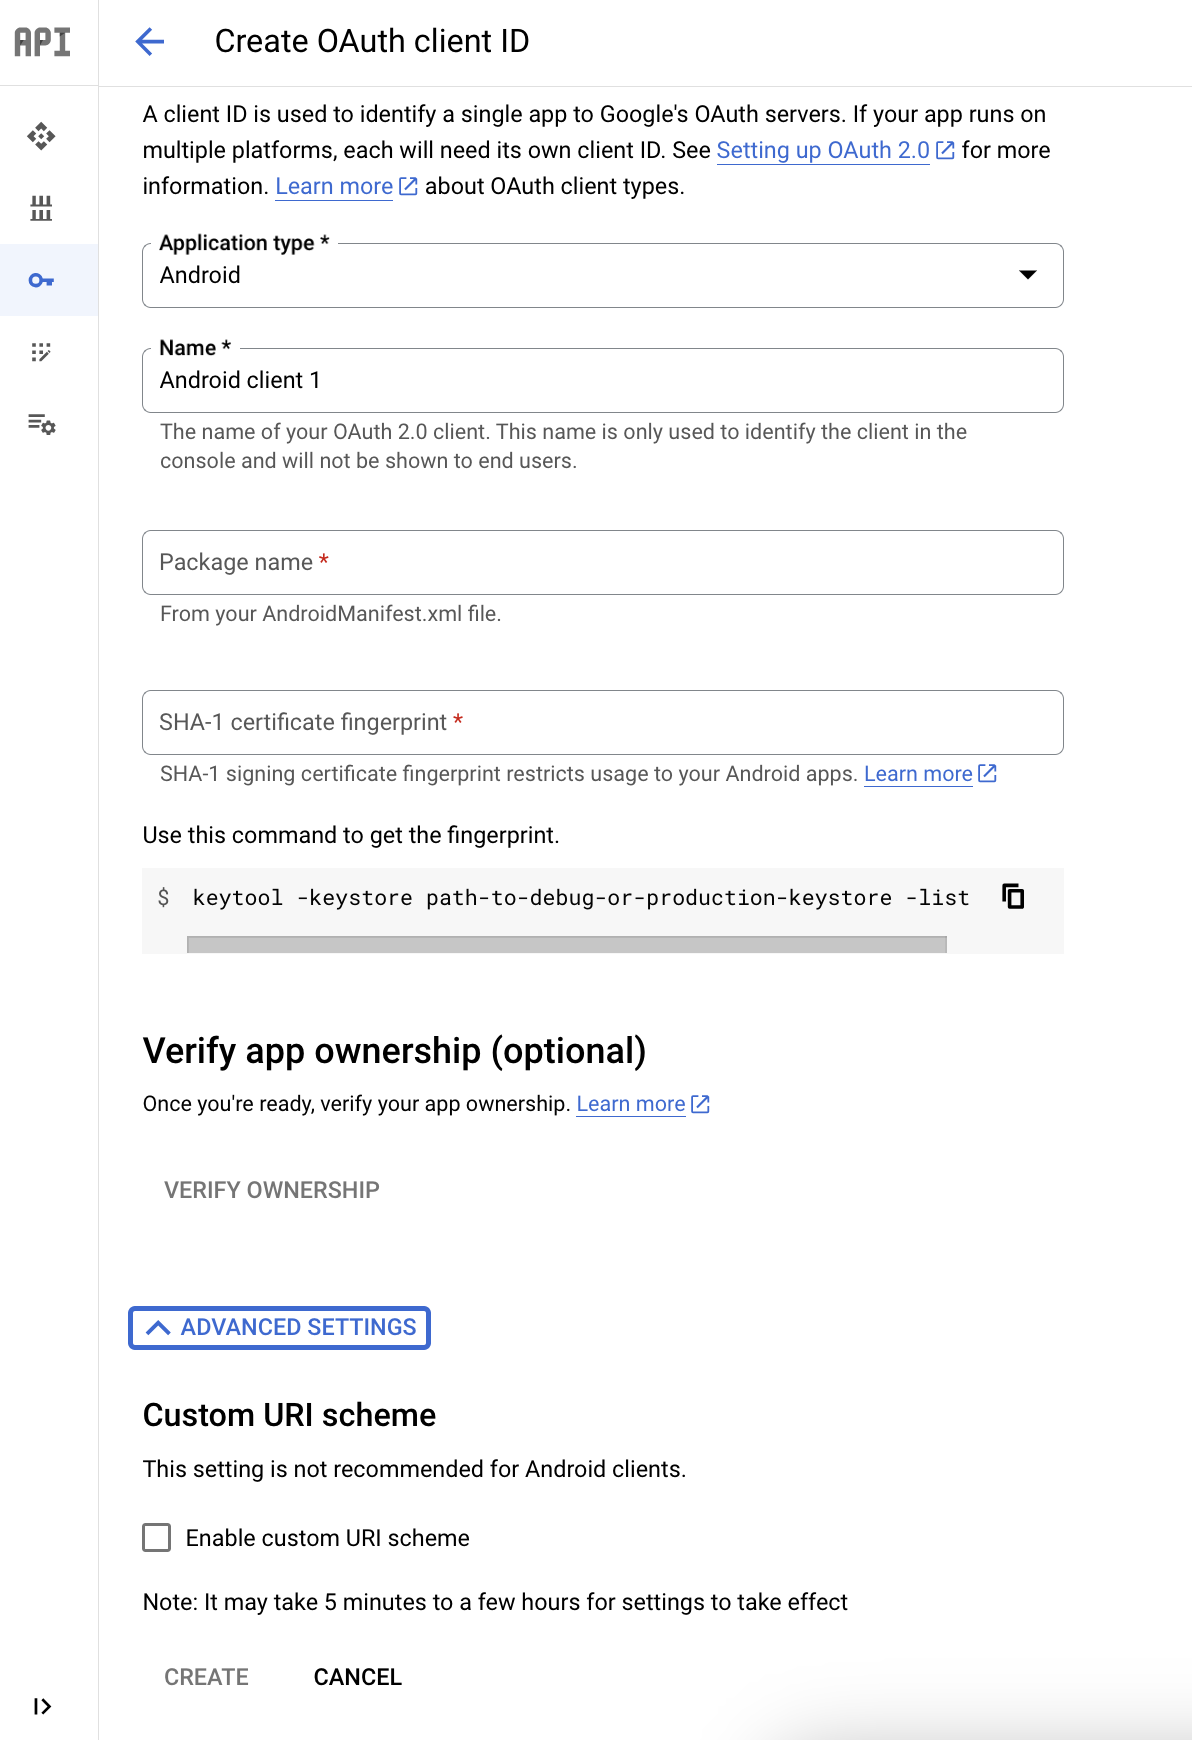 API
Create OAuth client ID
A client ID is used to identify a single app to Google's OAuth servers. If your app runs on
multiple platforms, each will need its own client ID. See Setting up OAuth 2.0 for more
information. Learn more about OAuth client types.
Application type *
Android
Name *
Android client 1
The name of your OAuth 2.0 client. This name is only used to identify the client in the
console and will not be shown to end users.
Package name *
From your AndroidManifest.xml file.
SHA-1 certificate fingerprint *
SHA-1 signing certificate fingerprint restricts usage to your Android apps. Learn more
Use this command to get the fingerprint.
$ keytool -keystore path-to-debug-or-production-keystore -list
Verify app ownership (optional)
Once you're ready, verify your app ownership. Learn more
VERIFY OWNERSHIP
ADVANCED SETTINGS
Custom URI scheme
This setting is not recommended for Android clients.
Enable custom URI scheme
Note: It may take 5 minutes to a few hours for settings to take effect
CREATE CANCEL